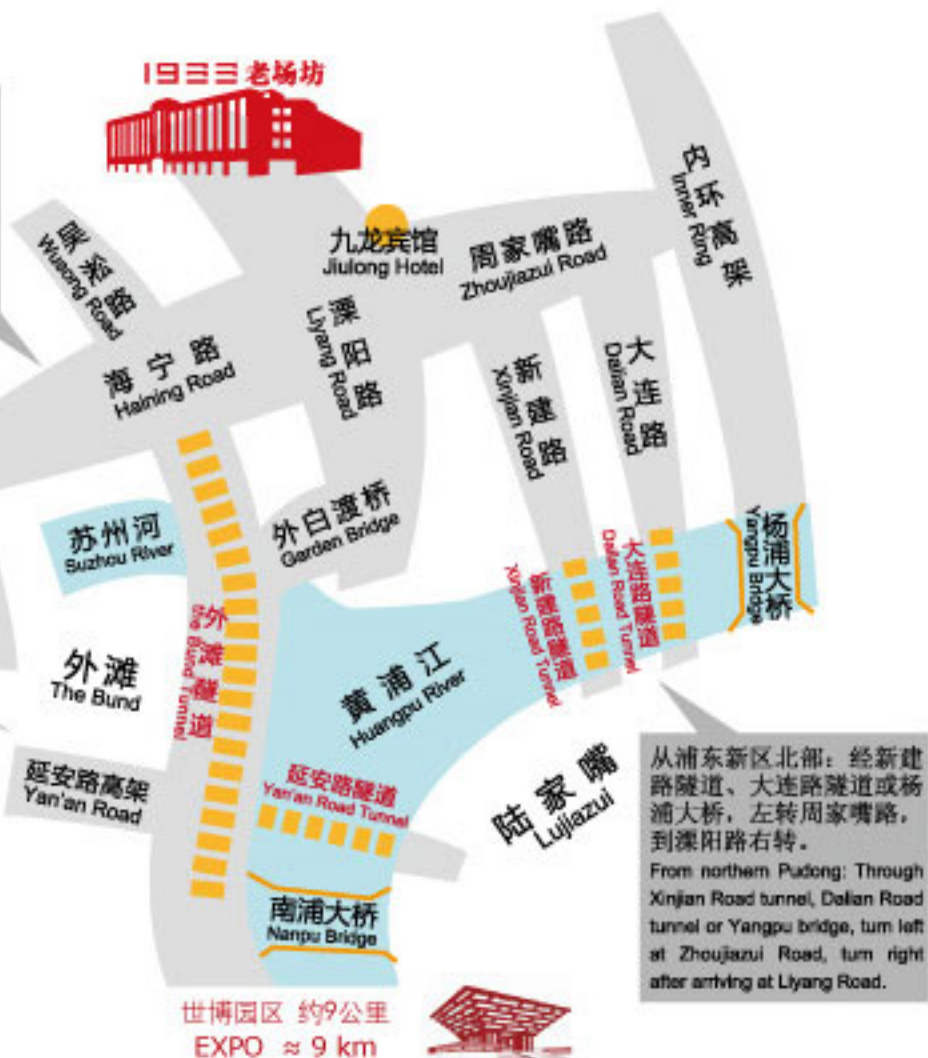 1933 老场坊
吴淞路
Wusong Road
九龙宾馆
Jiulong Hotel
周家嘴路
Zhoujiazui Road
内环高架
Inner Ring
海宁路
Haining Road
溧阳路
Liyang Road
新建路
Xinjian Road
大连路
Dalian Road
苏州河
Suzhou River
外白渡桥
Garden Bridge
外滩隧道
the Bund Tunnel
新建路隧道
Xinjian Road Tunnel
大连路隧道
Dalian Road Tunnel
杨浦大桥
Yangpu Bridge
外滩
The Bund
黄浦江
Huangpu River
延安路高架
Yan'an Road
延安路隧道
Yan'an Road Tunnel
陆家嘴
Lujiazui
南浦大桥
Nanpu Bridge
从浦东新区北部：经新建
路隧道、大连路隧道或杨
浦大桥，左转周家嘴路，
到溧阳路右转。
From northern Pudong: Through
Xinjian Road tunnel, Dalian Road
tunnel or Yangpu bridge, turn left
at Zhoujiazui Road, turn right
after arriving at Liyang Road.
世博园区 约9公里
EXPO ≈ 9 km